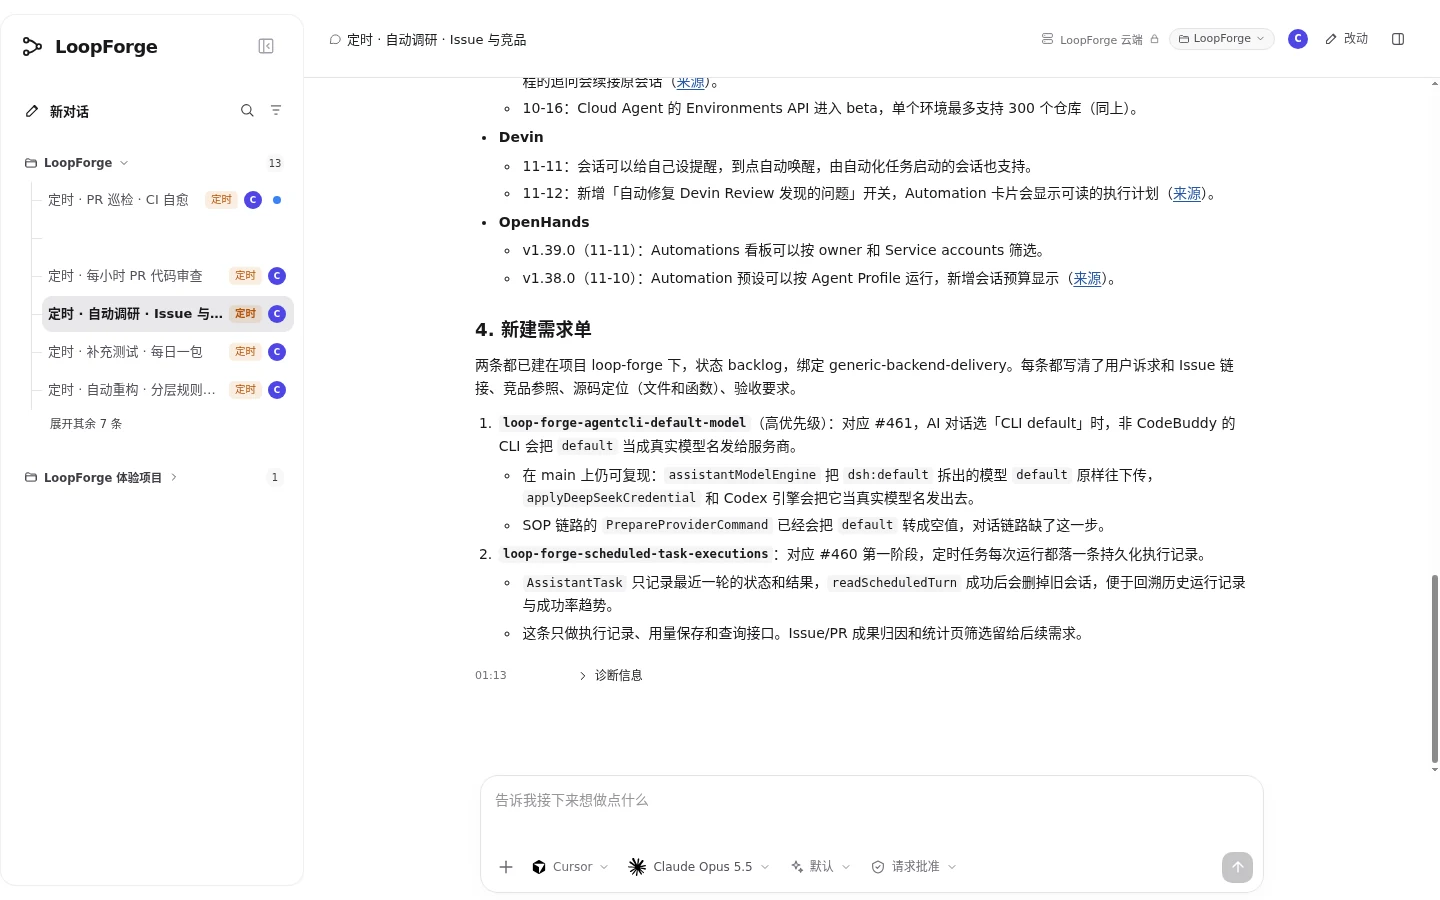 LoopForge
新对话
LoopForge 13
定时 · PR 巡检 · CI 自愈 定时 C
定时 · 每小时 PR 代码审查 定时 C
定时 · 自动调研 · Issue 与... 定时 C
定时 · 补充测试 · 每日一包 定时 C
定时 · 自动重构 · 分层规则... 定时 C
展开其余 7 条
LoopForge 体验项目 1
定时 · 自动调研 · Issue 与竞品
LoopForge 云端 LoopForge C 改动
程的追问会续接原会话（来源）。
◦ 10-16：Cloud Agent 的 Environments API 进入 beta，单个环境最多支持 300 个仓库（同上）。
• Devin
◦ 11-11：会话可以给自己设提醒，到点自动唤醒，由自动化任务启动的会话也支持。
◦ 11-12：新增「自动修复 Devin Review 发现的问题」开关，Automation 卡片会显示可读的执行计划（来源）。
• OpenHands
◦ v1.39.0（11-11）：Automations 看板可以按 owner 和 Service accounts 筛选。
◦ v1.38.0（11-10）：Automation 预设可以按 Agent Profile 运行，新增会话预算显示（来源）。
4. 新建需求单
两条都已建在项目 loop-forge 下，状态 backlog，绑定 generic-backend-delivery。每条都写清了用户诉求和 Issue 链
接、竞品参照、源码定位（文件和函数）、验收要求。
1. loop-forge-agentcli-default-model（高优先级）：对应 #461，AI 对话选「CLI default」时，非 CodeBuddy 的
CLI 会把 default 当成真实模型名发给服务商。
◦ 在 main 上仍可复现：assistantModelEngine 把 dsh:default 拆出的模型 default 原样往下传，
applyDeepSeekCredential 和 Codex 引擎会把它当真实模型名发出去。
◦ SOP 链路的 PrepareProviderCommand 已经会把 default 转成空值，对话链路缺了这一步。
2. loop-forge-scheduled-task-executions：对应 #460 第一阶段，定时任务每次运行都落一条持久化执行记录。
◦ AssistantTask 只记录最近一轮的状态和结果，readScheduledTurn 成功后会删掉旧会话，便于回溯历史运行记录
与成功率趋势。
◦ 这条只做执行记录、用量保存和查询接口。Issue/PR 成果归因和统计页筛选留给后续需求。
01:13 诊断信息
告诉我接下来想做点什么
Cursor Claude Opus 5.5 默认 请求批准